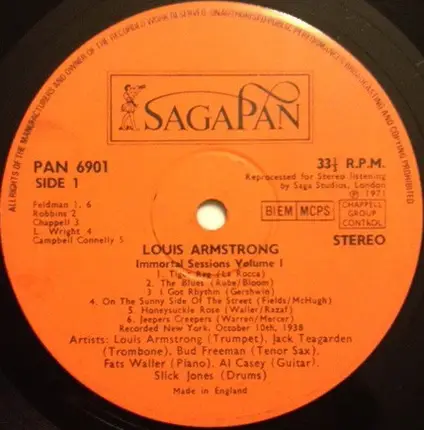 ALL RIGHTS OF THE MANUFACTURERS AND OWNER OF THE RECORDED WORK RESERVED. UNAUTHORISED PUBLIC PERFORMANCE BROADCASTING AND COPYING PROHIBITED
SAGAPAN
PAN 6901
SIDE 1
33⅓ R.P.M.
Reprocessed for Stereo listening
by Saga Studios, London
℗ 1971
Feldman 1, 6
Robbins 2
Chappell 3
L. Wright 4
Campbell Connelly 5
BIEM MCPS
CHAPPELL
GROUP
CONTROL
STEREO
LOUIS ARMSTRONG
Immortal Sessions Volume I
1. Tiger Rag (La Rocca)
2. The Blues (Rube/Bloom)
3. I Got Rhythm (Gershwin)
4. On The Sunny Side Of The Street (Fields/McHugh)
5. Honeysuckle Rose (Waller/Razaf)
6. Jeepers Creepers (Warren/Mercer)
Recorded New York. October 10th, 1938
Artists: Louis Armstrong (Trumpet), Jack Teagarden
(Trombone), Bud Freeman (Tenor Sax),
Fats Waller (Piano), Al Casey (Guitar),
Slick Jones (Drums)
Made in England